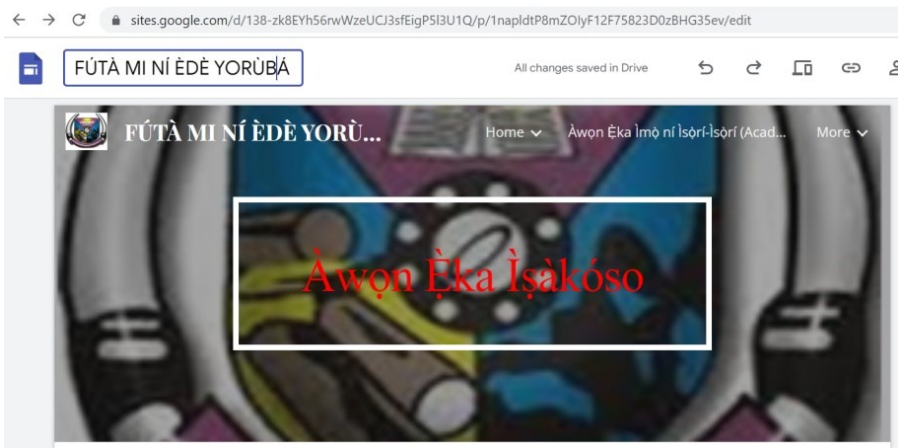 sites.google.com/d/138-zk8EYh56rwWzeUCJ3sfEigP5I3U1Q/p/1napldtP8mZOIyF12F75823D0zBHG35ev/edit
FÚTÀ MI NÍ ÈDÈ YORÙBÁ
All changes saved in Drive
FÚTÀ MI NÍ ÈDÈ YORÙ...
Home
Àwọn Ẹ̀ka Ìmọ̀ ní Ìsọ̀rí-Ìsọ̀rí (Acad...
More
Àwọn Ẹ̀ka Ìṣàkóso